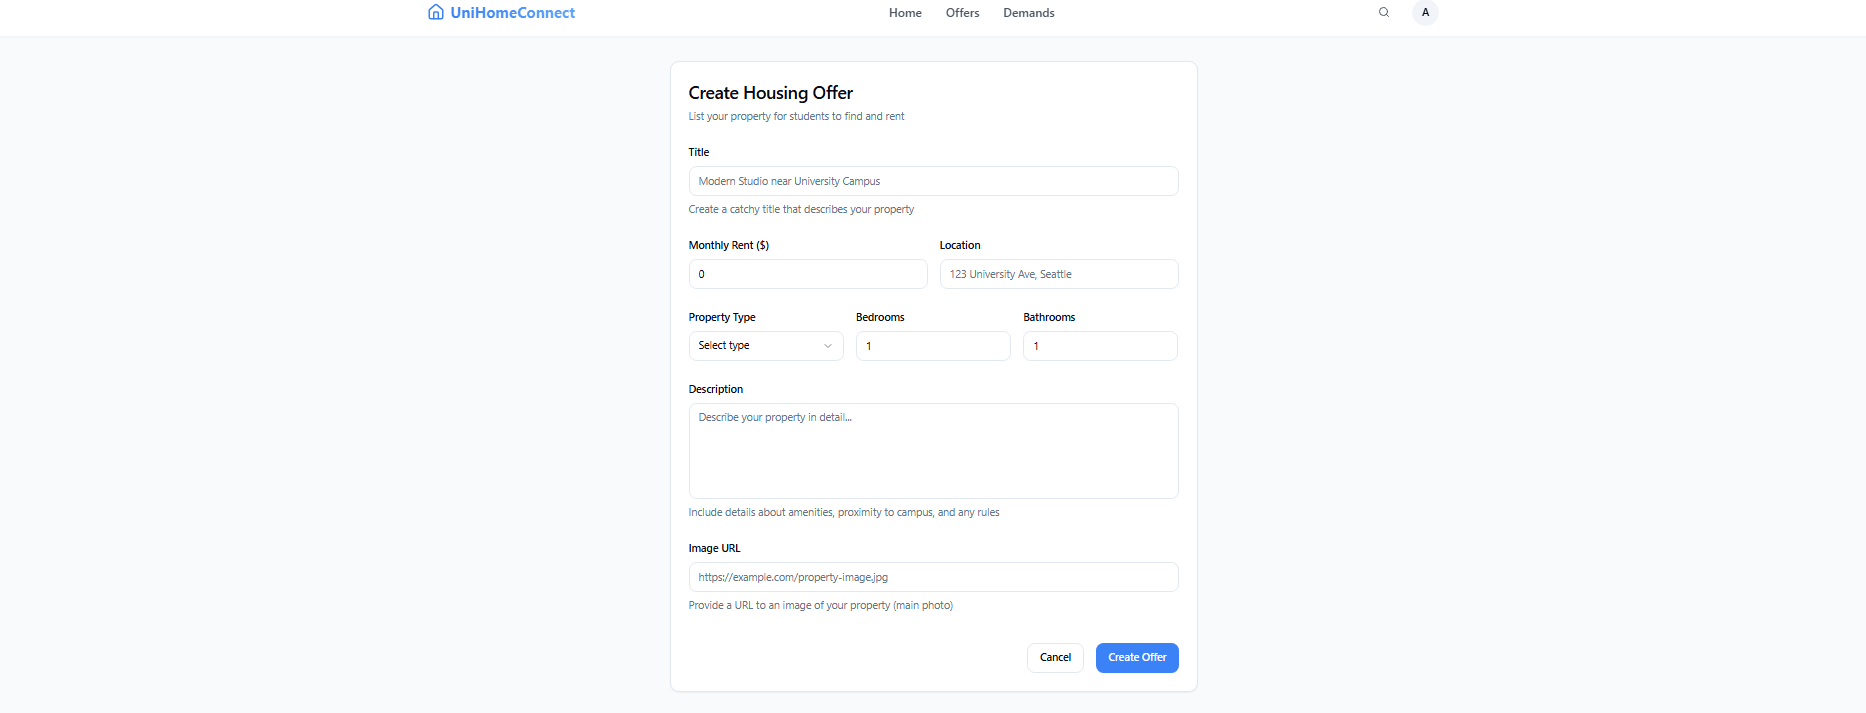 UniHomeConnect
Home Offers Demands
A
Create Housing Offer
List your property for students to find and rent
Title
Modern Studio near University Campus
Create a catchy title that describes your property
Monthly Rent ($) Location
0 123 University Ave, Seattle
Property Type Bedrooms Bathrooms
Select type 1 1
Description
Describe your property in detail...
Include details about amenities, proximity to campus, and any rules
Image URL
https://example.com/property-image.jpg
Provide a URL to an image of your property (main photo)
Cancel Create Offer